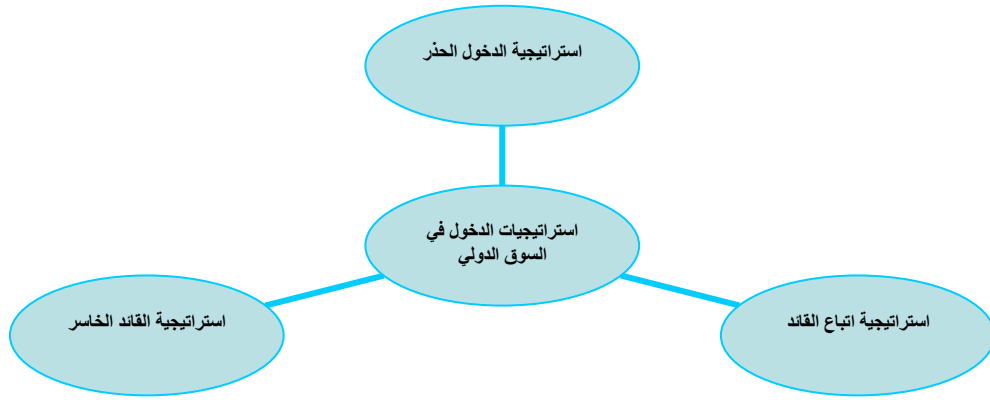 استراتيجية الدخول الحذر
استراتيجيات الدخول في
السوق الدولي
استراتيجية اتباع القائد
استراتيجية القائد الخاسر